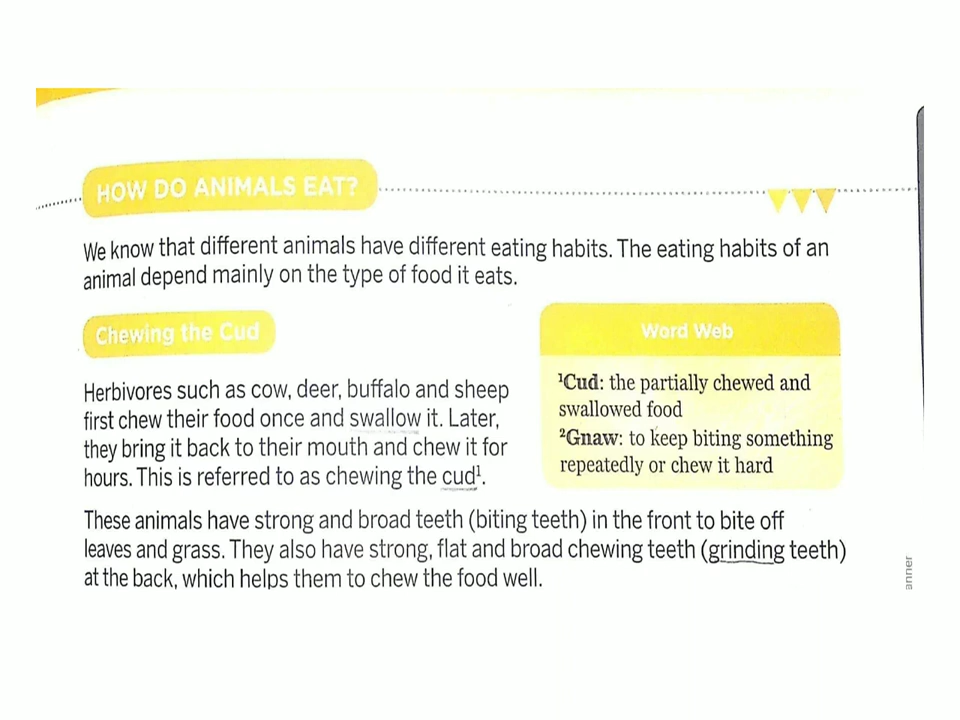 HOW DO ANIMALS EAT?
We know that different animals have different eating habits. The eating habits of an
animal depend mainly on the type of food it eats.
Chewing the Cud
Herbivores such as cow, deer, buffalo and sheep
first chew their food once and swallow it. Later,
they bring it back to their mouth and chew it for
hours. This is referred to as chewing the cud¹.
Word Web
¹Cud: the partially chewed and
swallowed food
²Gnaw: to keep biting something
repeatedly or chew it hard
These animals have strong and broad teeth (biting teeth) in the front to bite off
leaves and grass. They also have strong, flat and broad chewing teeth (grinding teeth)
at the back, which helps them to chew the food well.
anner